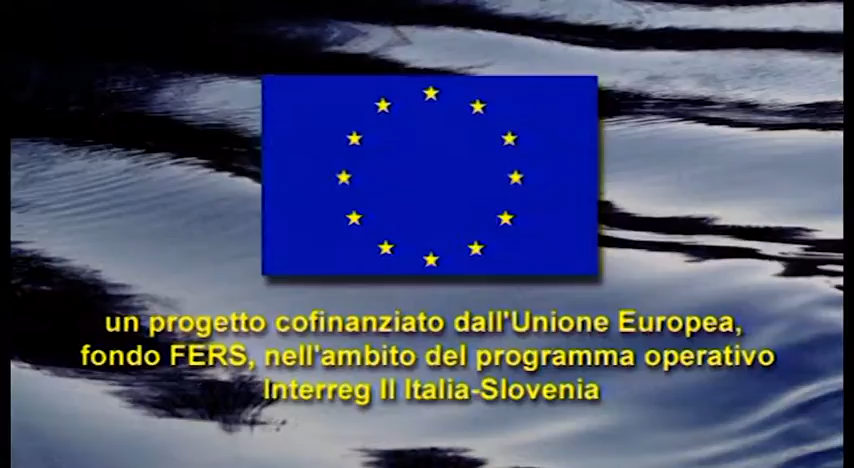 un progetto cofinanziato dall'Unione Europea,
fondo FERS, nell'ambito del programma operativo
Interreg II Italia-Slovenia